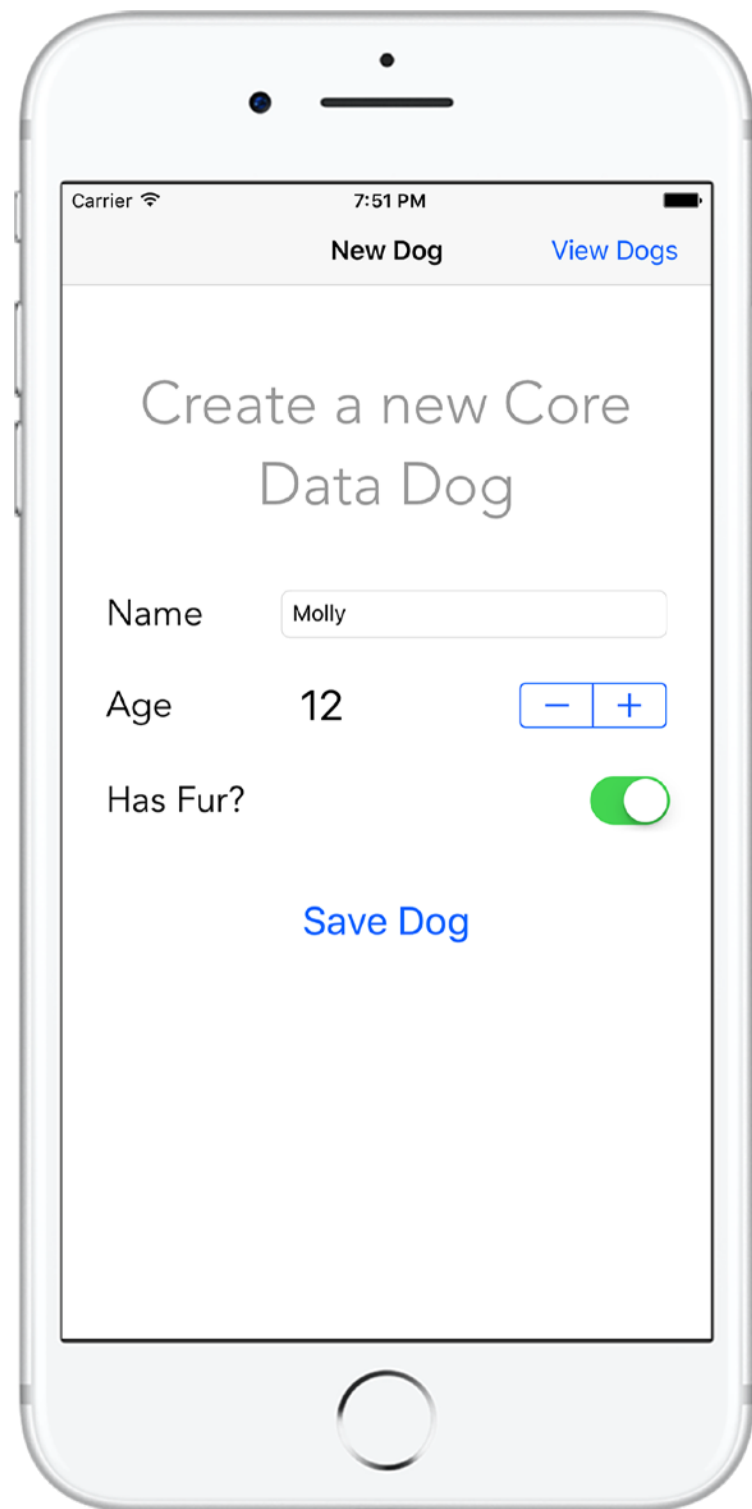 Carrier 7:51 PM
New Dog View Dogs
Create a new Core
Data Dog
Name Molly
Age 12 − +
Has Fur?
Save Dog